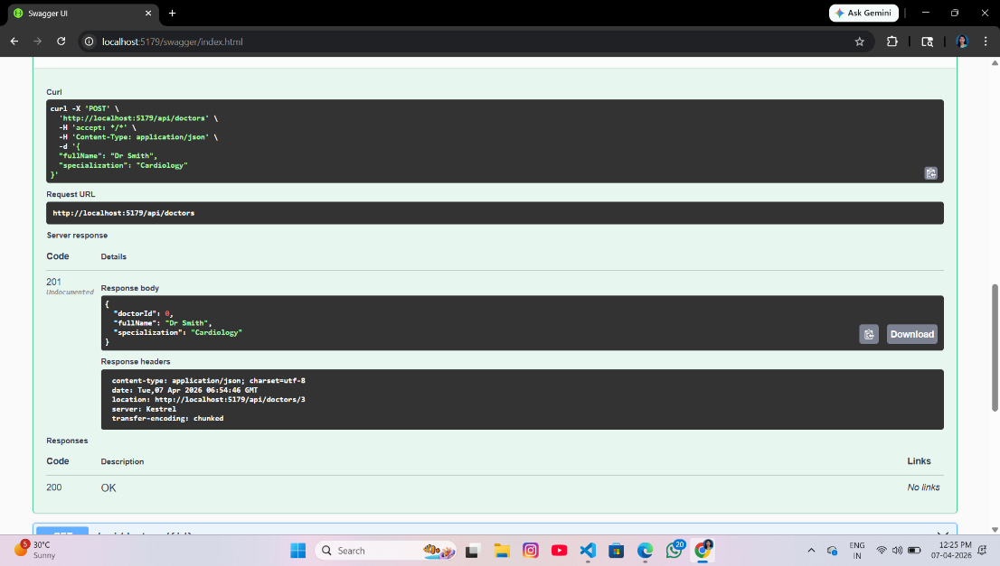 Swagger UI
Ask Gemini
localhost:5179/swagger/index.html
Curl
curl -X 'POST' \
'http://localhost:5179/api/doctors' \
-H 'accept: */*' \
-H 'Content-Type: application/json' \
-d '{
"fullName": "Dr Smith",
"specialization": "Cardiology"
}'
Request URL
http://localhost:5179/api/doctors
Server response
Code Details
201
Undocumented
Response body
{
"doctorId": 0,
"fullName": "Dr Smith",
"specialization": "Cardiology"
}
Download
Response headers
content-type: application/json; charset=utf-8
date: Tue,07 Apr 2026 06:54:46 GMT
location: http://localhost:5179/api/doctors/3
server: Kestrel
transfer-encoding: chunked
Responses
Code Description Links
200 OK No links
5
30°C
Sunny
Search
20
ENG
IN
12:25 PM
07-04-2026